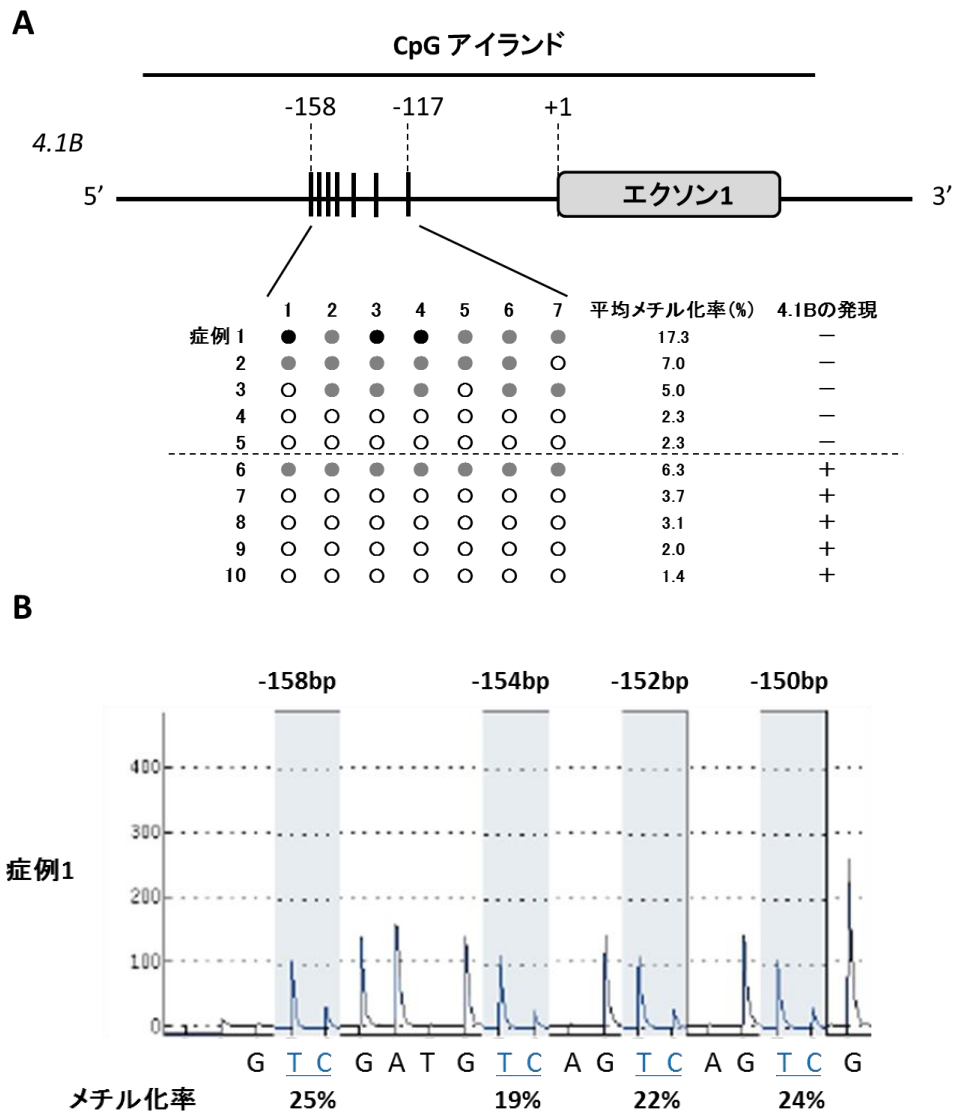 A
CpG アイランド
-158 -117 +1
4.1B
5′ エクソン1 3′
1 2 3 4 5 6 7 平均メチル化率(%) 4.1Bの発現
症例 1 17.3 −
2 7.0 −
3 5.0 −
4 2.3 −
5 2.3 −
6 6.3 +
7 3.7 +
8 3.1 +
9 2.0 +
10 1.4 +
B
-158bp -154bp -152bp -150bp
400
300
200
100
0
症例1
G T C G A T G T C A G T C A G T C G
メチル化率 25% 19% 22% 24%